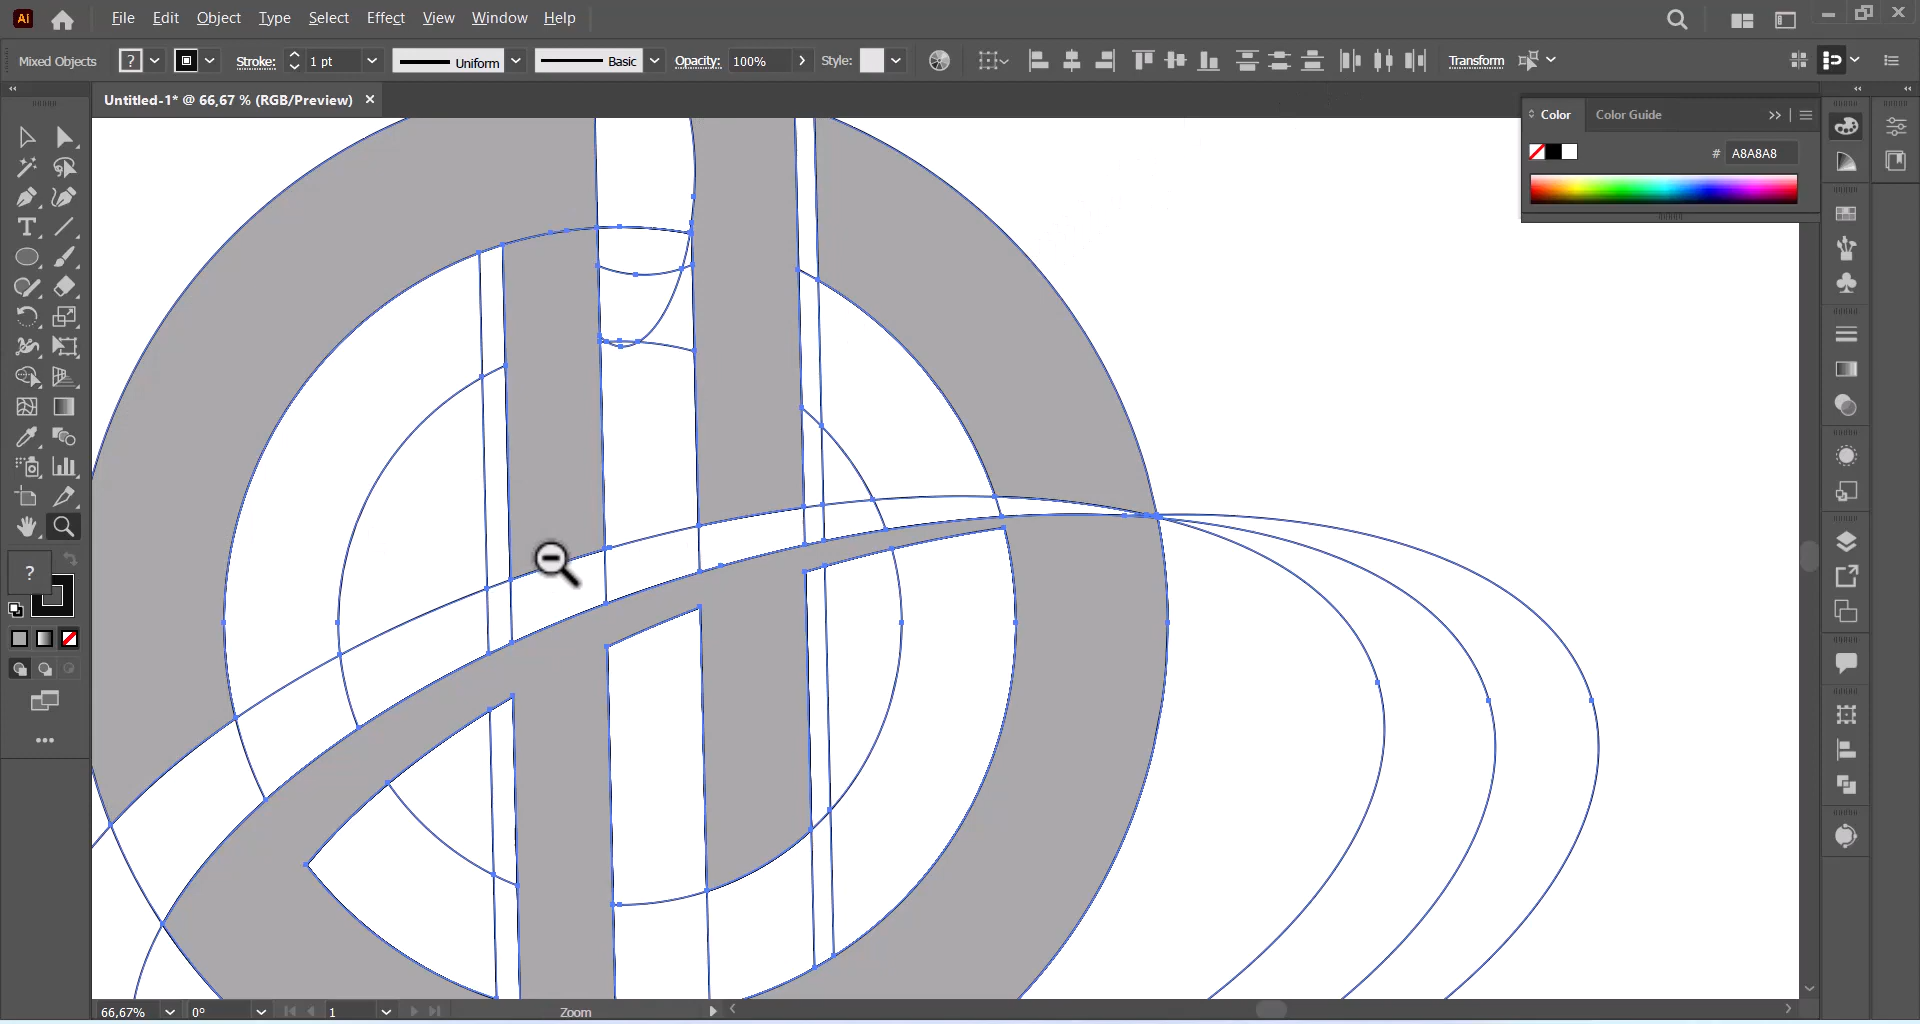 Ai File Edit Object Type Select Effect View Window Help
Mixed Objects ? Stroke: 1 pt Uniform Basic Opacity: 100% Style: Transform
Untitled-1* @ 66,67 % (RGB/Preview) ×
Color Color Guide
# A8A8A8
T
?
66,67% 0° 1 Zoom